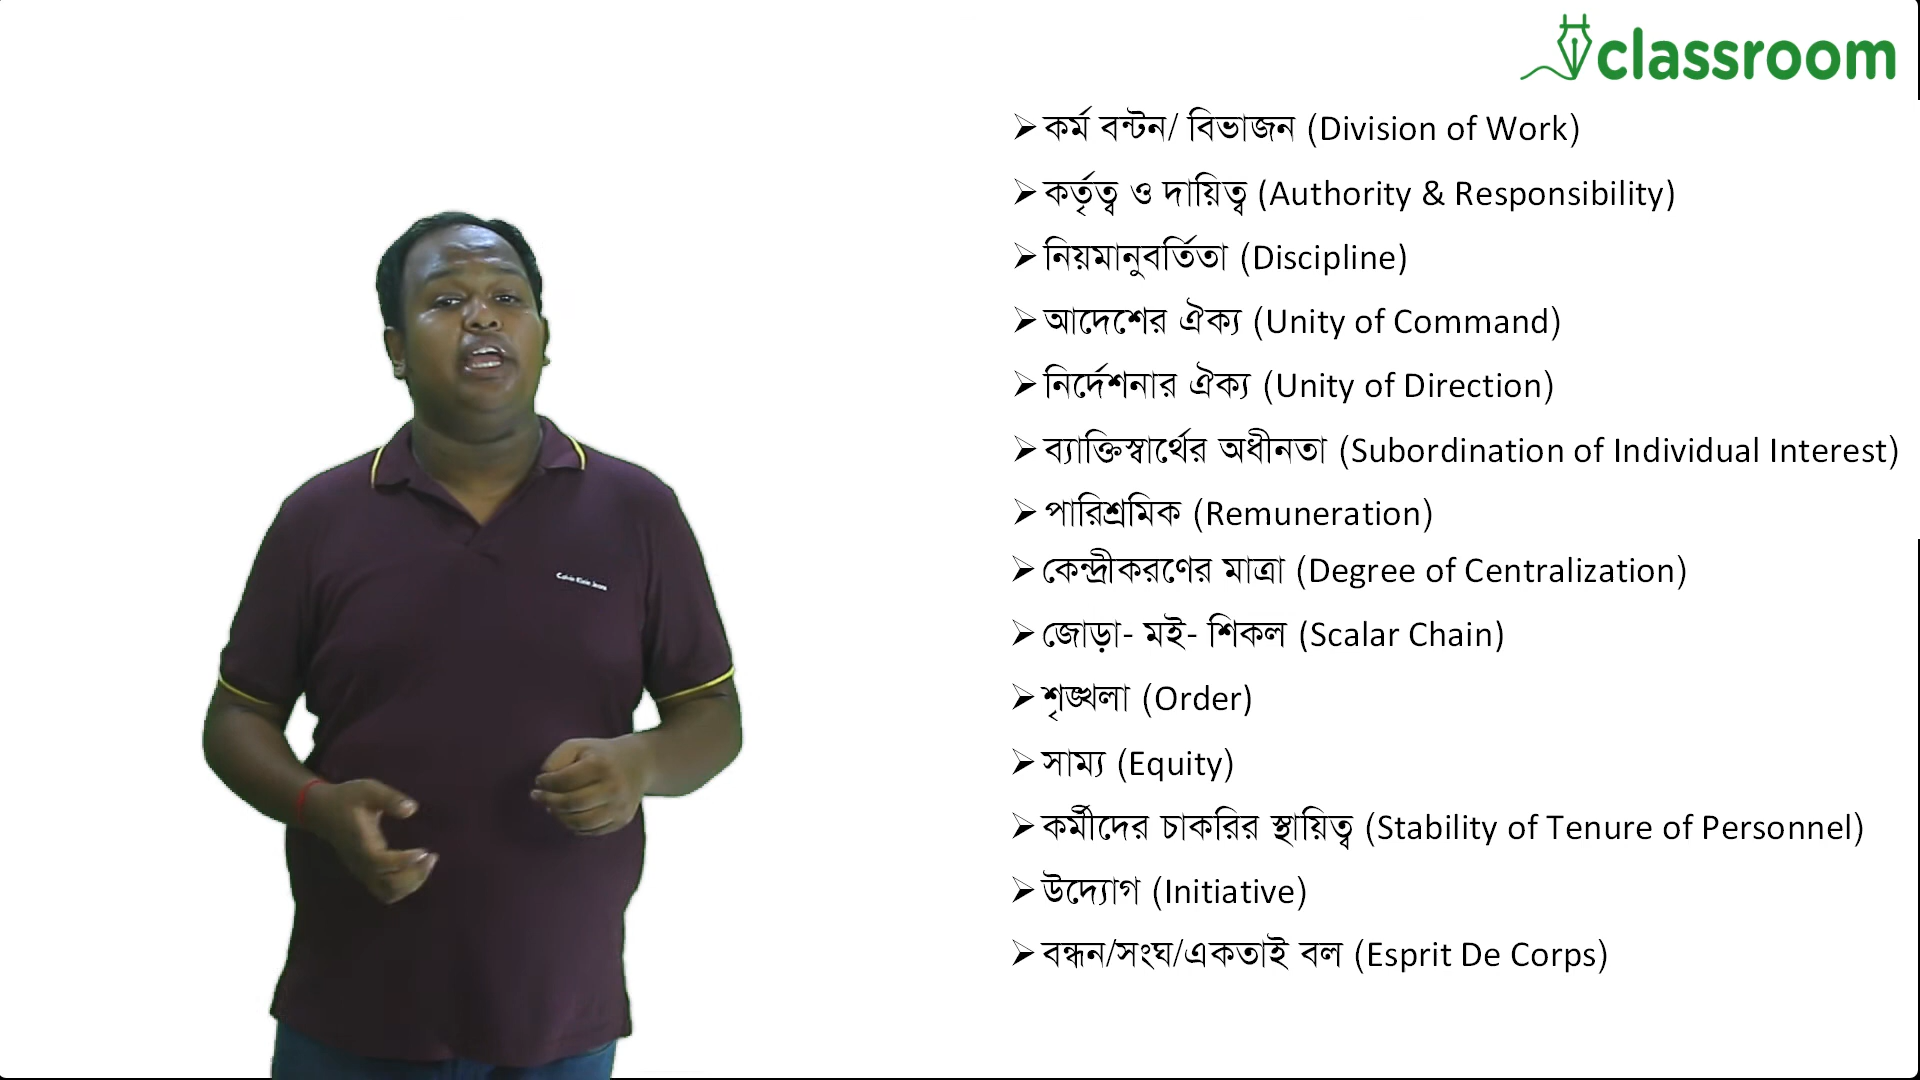 classroom
কর্ম বন্টন/ বিভাজন (Division of Work)
কর্তৃত্ব ও দায়িত্ব (Authority & Responsibility)
নিয়মানুবর্তিতা (Discipline)
আদেশের ঐক্য (Unity of Command)
নির্দেশনার ঐক্য (Unity of Direction)
ব্যাক্তিস্বার্থের অধীনতা (Subordination of Individual Interest)
পারিশ্রমিক (Remuneration)
কেন্দ্রীকরণের মাত্রা (Degree of Centralization)
জোড়া- মই- শিকল (Scalar Chain)
শৃঙ্খলা (Order)
সাম্য (Equity)
কর্মীদের চাকরির স্থায়িত্ব (Stability of Tenure of Personnel)
উদ্যোগ (Initiative)
বন্ধন/সংঘ/একতাই বল (Esprit De Corps)
Calvin Klein Jeans